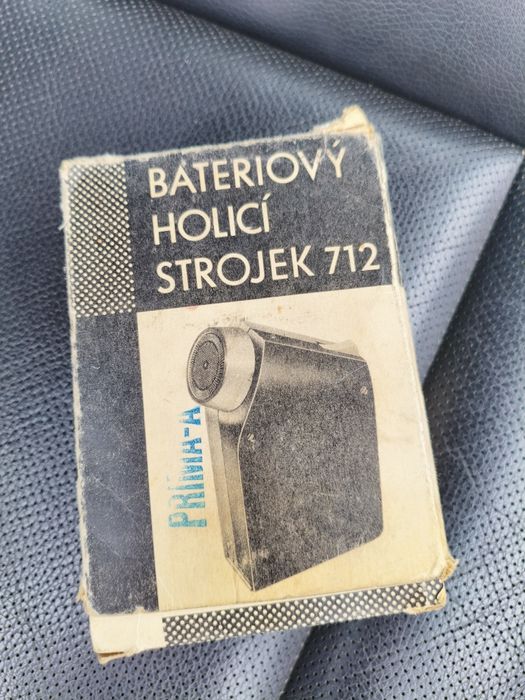 BATERIOVÝ
HOLICÍ
STROJEK 712
PRIMA-A